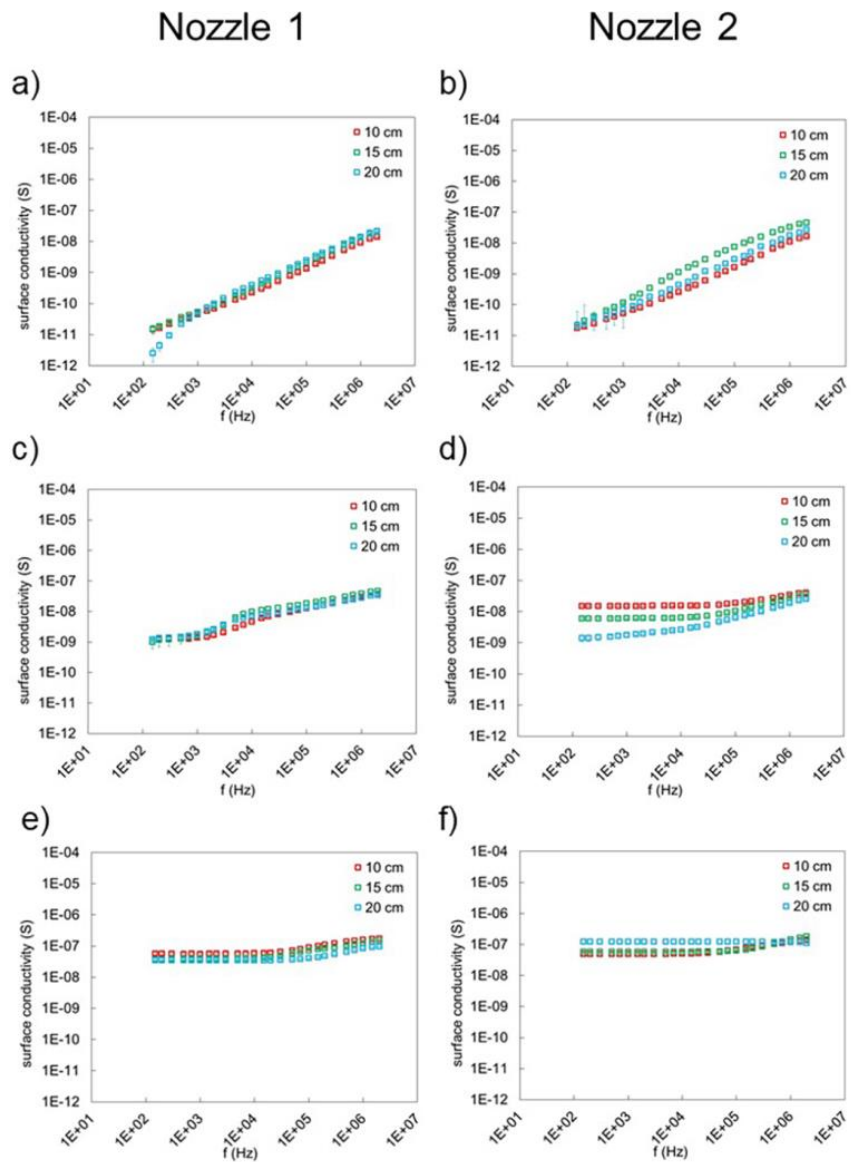 Nozzle 1
Nozzle 2
a)
1E-04
1E-05
1E-06
1E-07
1E-08
1E-09
1E-10
1E-11
1E-12
surface conductivity (S)
10 cm
15 cm
20 cm
1E+01
1E+02
1E+03
1E+04
1E+05
1E+06
1E+07
f (Hz)
b)
1E-04
1E-05
1E-06
1E-07
1E-08
1E-09
1E-10
1E-11
1E-12
surface conductivity (S)
10 cm
15 cm
20 cm
1E+01
1E+02
1E+03
1E+04
1E+05
1E+06
1E+07
f (Hz)
c)
1E-04
1E-05
1E-06
1E-07
1E-08
1E-09
1E-10
1E-11
1E-12
surface conductivity (S)
10 cm
15 cm
20 cm
1E+01
1E+02
1E+03
1E+04
1E+05
1E+06
1E+07
f (Hz)
d)
1E-04
1E-05
1E-06
1E-07
1E-08
1E-09
1E-10
1E-11
1E-12
surface conductivity (S)
10 cm
15 cm
20 cm
1E+01
1E+02
1E+03
1E+04
1E+05
1E+06
1E+07
f (Hz)
e)
1E-04
1E-05
1E-06
1E-07
1E-08
1E-09
1E-10
1E-11
1E-12
surface conductivity (S)
10 cm
15 cm
20 cm
1E+01
1E+02
1E+03
1E+04
1E+05
1E+06
1E+07
f (Hz)
f)
1E-04
1E-05
1E-06
1E-07
1E-08
1E-09
1E-10
1E-11
1E-12
surface conductivity (S)
10 cm
15 cm
20 cm
1E+01
1E+02
1E+03
1E+04
1E+05
1E+06
1E+07
f (Hz)